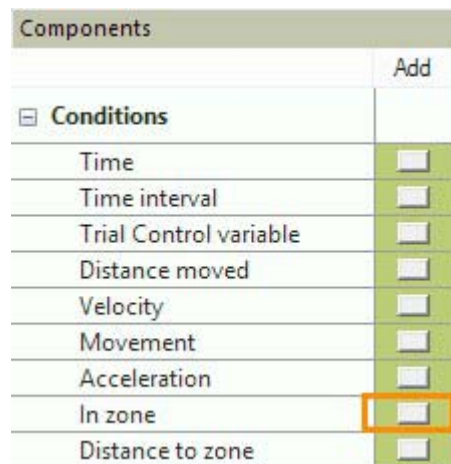 Components
Add
Conditions
Time
Time interval
Trial Control variable
Distance moved
Velocity
Movement
Acceleration
In zone
Distance to zone